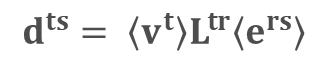 dᵗˢ = ⟨vᵗ⟩Lᵗʳ⟨eʳˢ⟩